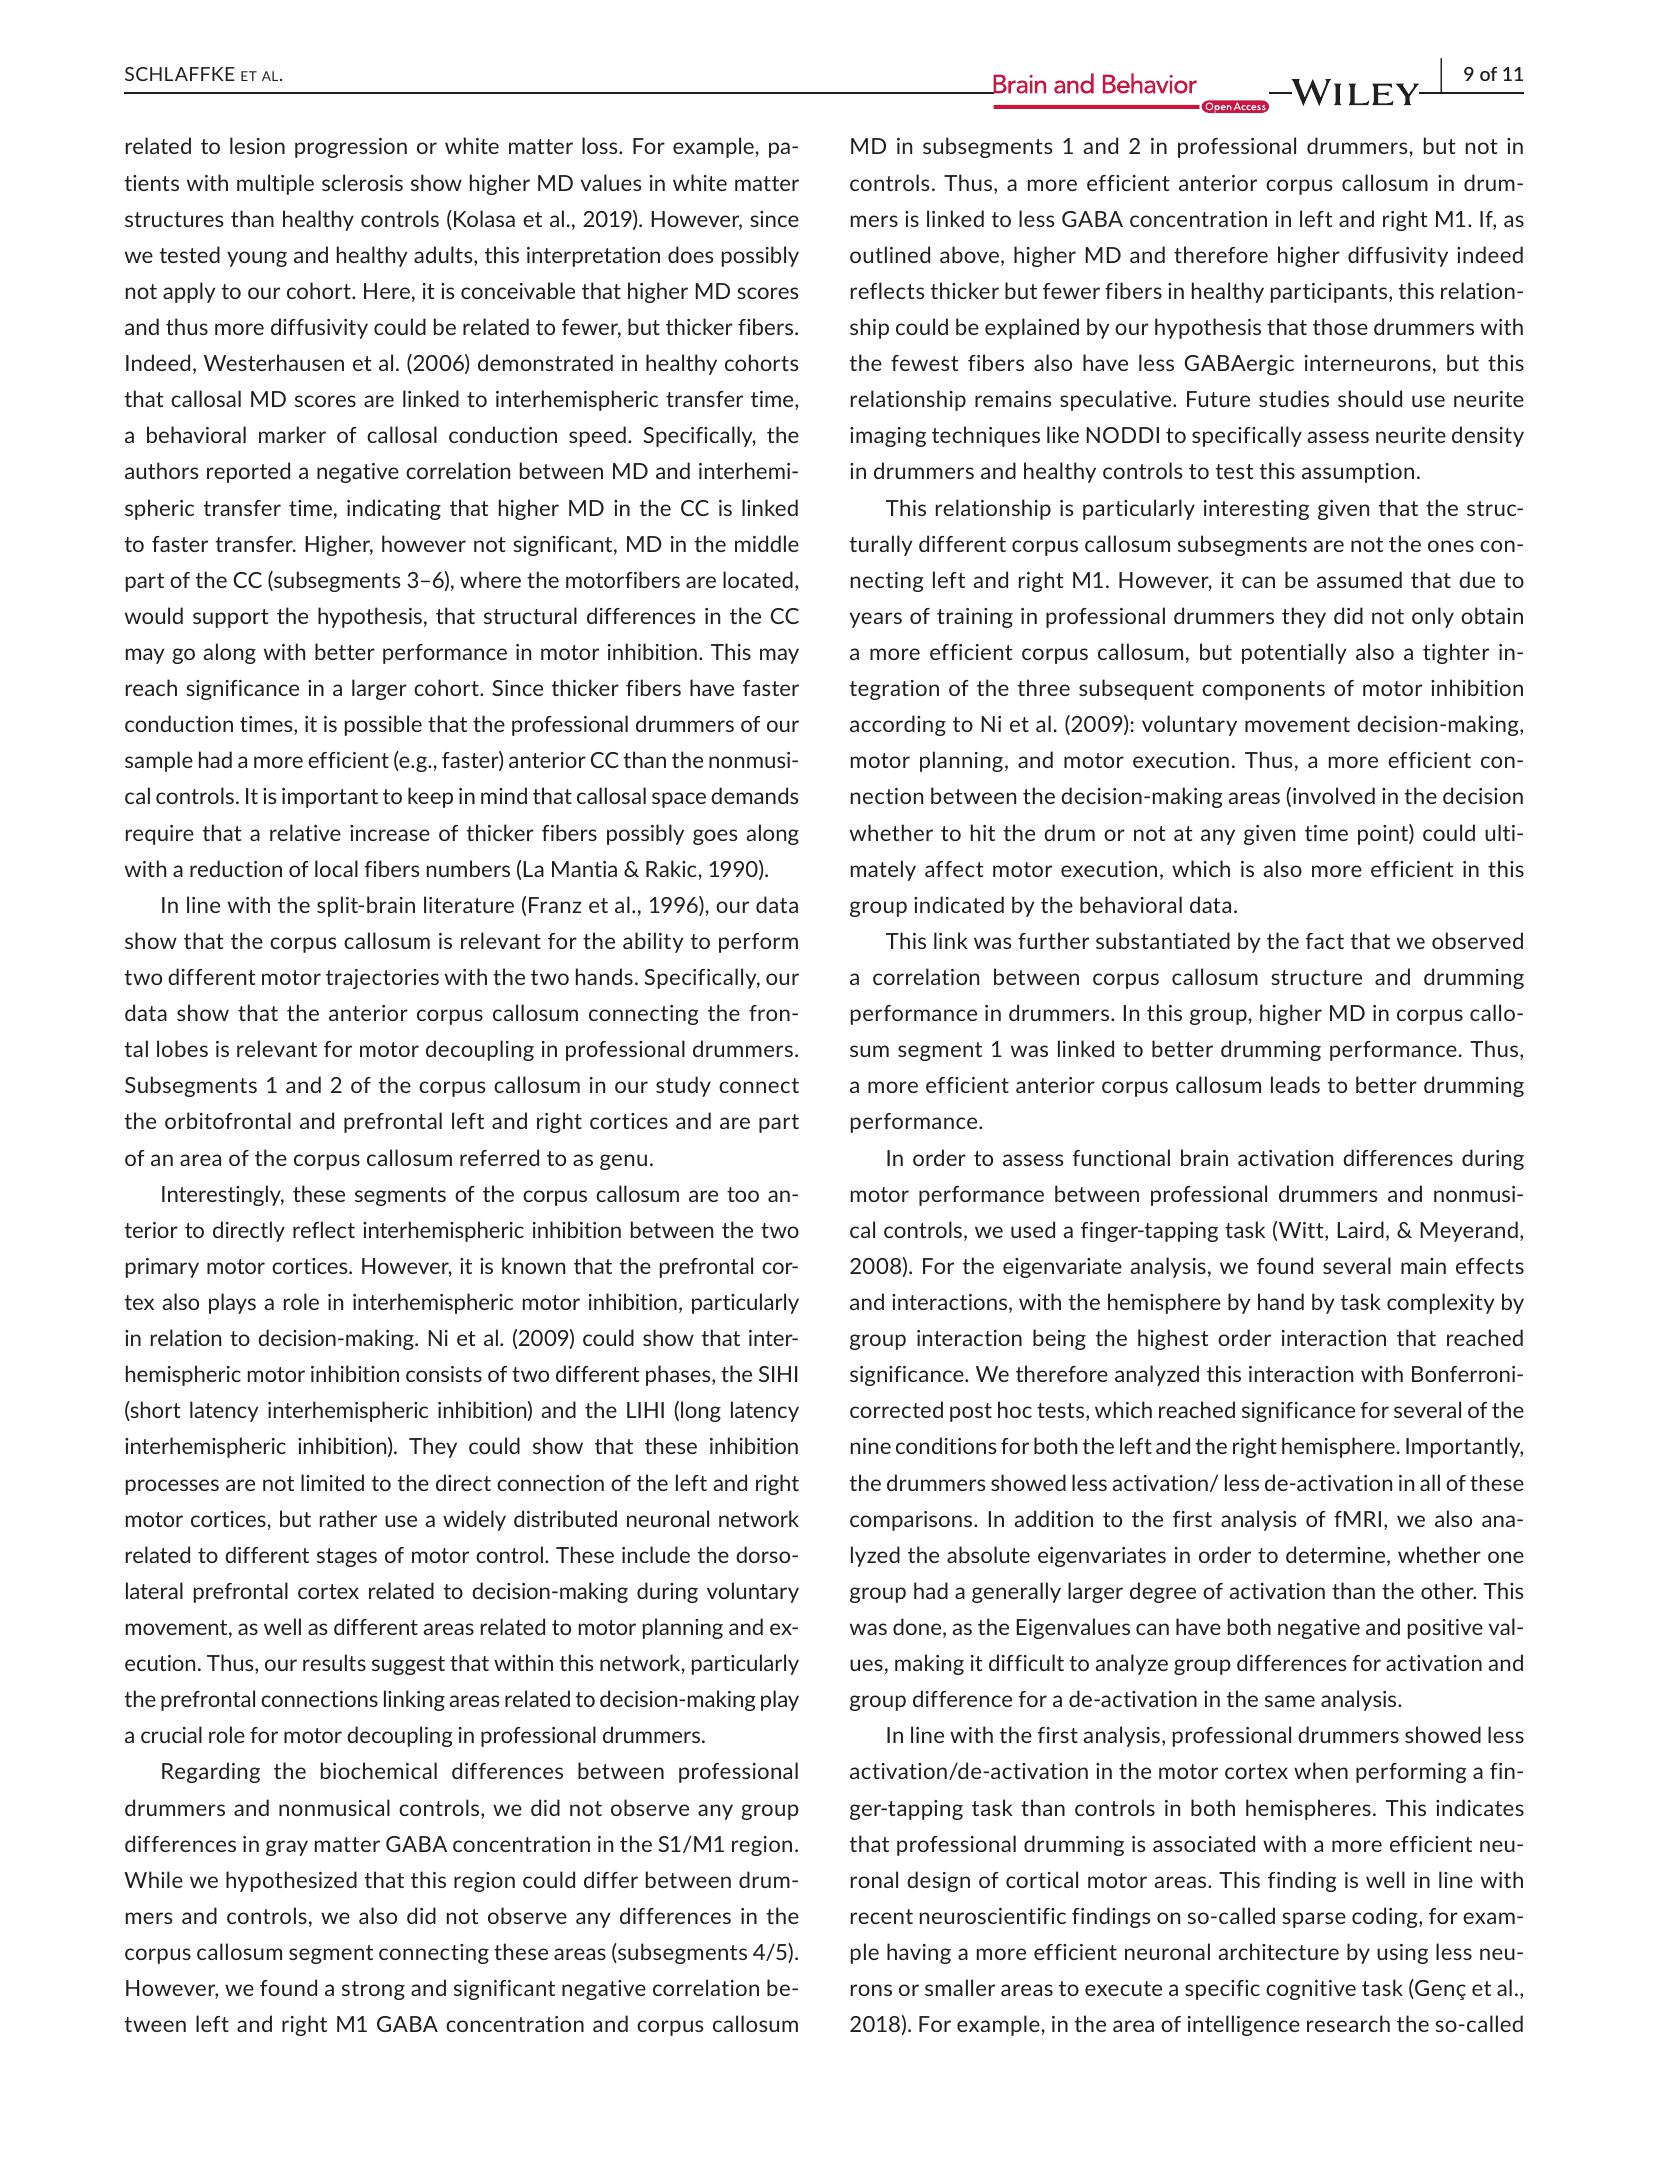 SCHLAFFKE ET AL.
Brain and Behavior
Open Access
WILEY
9 of 11
related to lesion progression or white matter loss. For example, pa-
tients with multiple sclerosis show higher MD values in white matter
structures than healthy controls (Kolasa et al., 2019). However, since
we tested young and healthy adults, this interpretation does possibly
not apply to our cohort. Here, it is conceivable that higher MD scores
and thus more diffusivity could be related to fewer, but thicker fibers.
Indeed, Westerhausen et al. (2006) demonstrated in healthy cohorts
that callosal MD scores are linked to interhemispheric transfer time,
a behavioral marker of callosal conduction speed. Specifically, the
authors reported a negative correlation between MD and interhemi-
spheric transfer time, indicating that higher MD in the CC is linked
to faster transfer. Higher, however not significant, MD in the middle
part of the CC (subsegments 3–6), where the motorfibers are located,
would support the hypothesis, that structural differences in the CC
may go along with better performance in motor inhibition. This may
reach significance in a larger cohort. Since thicker fibers have faster
conduction times, it is possible that the professional drummers of our
sample had a more efficient (e.g., faster) anterior CC than the nonmusi-
cal controls. It is important to keep in mind that callosal space demands
require that a relative increase of thicker fibers possibly goes along
with a reduction of local fibers numbers (La Mantia & Rakic, 1990).
In line with the split-brain literature (Franz et al., 1996), our data
show that the corpus callosum is relevant for the ability to perform
two different motor trajectories with the two hands. Specifically, our
data show that the anterior corpus callosum connecting the fron-
tal lobes is relevant for motor decoupling in professional drummers.
Subsegments 1 and 2 of the corpus callosum in our study connect
the orbitofrontal and prefrontal left and right cortices and are part
of an area of the corpus callosum referred to as genu.
Interestingly, these segments of the corpus callosum are too an-
terior to directly reflect interhemispheric inhibition between the two
primary motor cortices. However, it is known that the prefrontal cor-
tex also plays a role in interhemispheric motor inhibition, particularly
in relation to decision-making. Ni et al. (2009) could show that inter-
hemispheric motor inhibition consists of two different phases, the SIHI
(short latency interhemispheric inhibition) and the LIHI (long latency
interhemispheric inhibition). They could show that these inhibition
processes are not limited to the direct connection of the left and right
motor cortices, but rather use a widely distributed neuronal network
related to different stages of motor control. These include the dorso-
lateral prefrontal cortex related to decision-making during voluntary
movement, as well as different areas related to motor planning and ex-
ecution. Thus, our results suggest that within this network, particularly
the prefrontal connections linking areas related to decision-making play
a crucial role for motor decoupling in professional drummers.
Regarding the biochemical differences between professional
drummers and nonmusical controls, we did not observe any group
differences in gray matter GABA concentration in the S1/M1 region.
While we hypothesized that this region could differ between drum-
mers and controls, we also did not observe any differences in the
corpus callosum segment connecting these areas (subsegments 4/5).
However, we found a strong and significant negative correlation be-
tween left and right M1 GABA concentration and corpus callosum
MD in subsegments 1 and 2 in professional drummers, but not in
controls. Thus, a more efficient anterior corpus callosum in drum-
mers is linked to less GABA concentration in left and right M1. If, as
outlined above, higher MD and therefore higher diffusivity indeed
reflects thicker but fewer fibers in healthy participants, this relation-
ship could be explained by our hypothesis that those drummers with
the fewest fibers also have less GABAergic interneurons, but this
relationship remains speculative. Future studies should use neurite
imaging techniques like NODDI to specifically assess neurite density
in drummers and healthy controls to test this assumption.
This relationship is particularly interesting given that the struc-
turally different corpus callosum subsegments are not the ones con-
necting left and right M1. However, it can be assumed that due to
years of training in professional drummers they did not only obtain
a more efficient corpus callosum, but potentially also a tighter in-
tegration of the three subsequent components of motor inhibition
according to Ni et al. (2009): voluntary movement decision-making,
motor planning, and motor execution. Thus, a more efficient con-
nection between the decision-making areas (involved in the decision
whether to hit the drum or not at any given time point) could ulti-
mately affect motor execution, which is also more efficient in this
group indicated by the behavioral data.
This link was further substantiated by the fact that we observed
a correlation between corpus callosum structure and drumming
performance in drummers. In this group, higher MD in corpus callo-
sum segment 1 was linked to better drumming performance. Thus,
a more efficient anterior corpus callosum leads to better drumming
performance.
In order to assess functional brain activation differences during
motor performance between professional drummers and nonmusi-
cal controls, we used a finger-tapping task (Witt, Laird, & Meyerand,
2008). For the eigenvariate analysis, we found several main effects
and interactions, with the hemisphere by hand by task complexity by
group interaction being the highest order interaction that reached
significance. We therefore analyzed this interaction with Bonferroni-
corrected post hoc tests, which reached significance for several of the
nine conditions for both the left and the right hemisphere. Importantly,
the drummers showed less activation/ less de-activation in all of these
comparisons. In addition to the first analysis of fMRI, we also ana-
lyzed the absolute eigenvariates in order to determine, whether one
group had a generally larger degree of activation than the other. This
was done, as the Eigenvalues can have both negative and positive val-
ues, making it difficult to analyze group differences for activation and
group difference for a de-activation in the same analysis.
In line with the first analysis, professional drummers showed less
activation/de-activation in the motor cortex when performing a fin-
ger-tapping task than controls in both hemispheres. This indicates
that professional drumming is associated with a more efficient neu-
ronal design of cortical motor areas. This finding is well in line with
recent neuroscientific findings on so-called sparse coding, for exam-
ple having a more efficient neuronal architecture by using less neu-
rons or smaller areas to execute a specific cognitive task (Genç et al.,
2018). For example, in the area of intelligence research the so-called